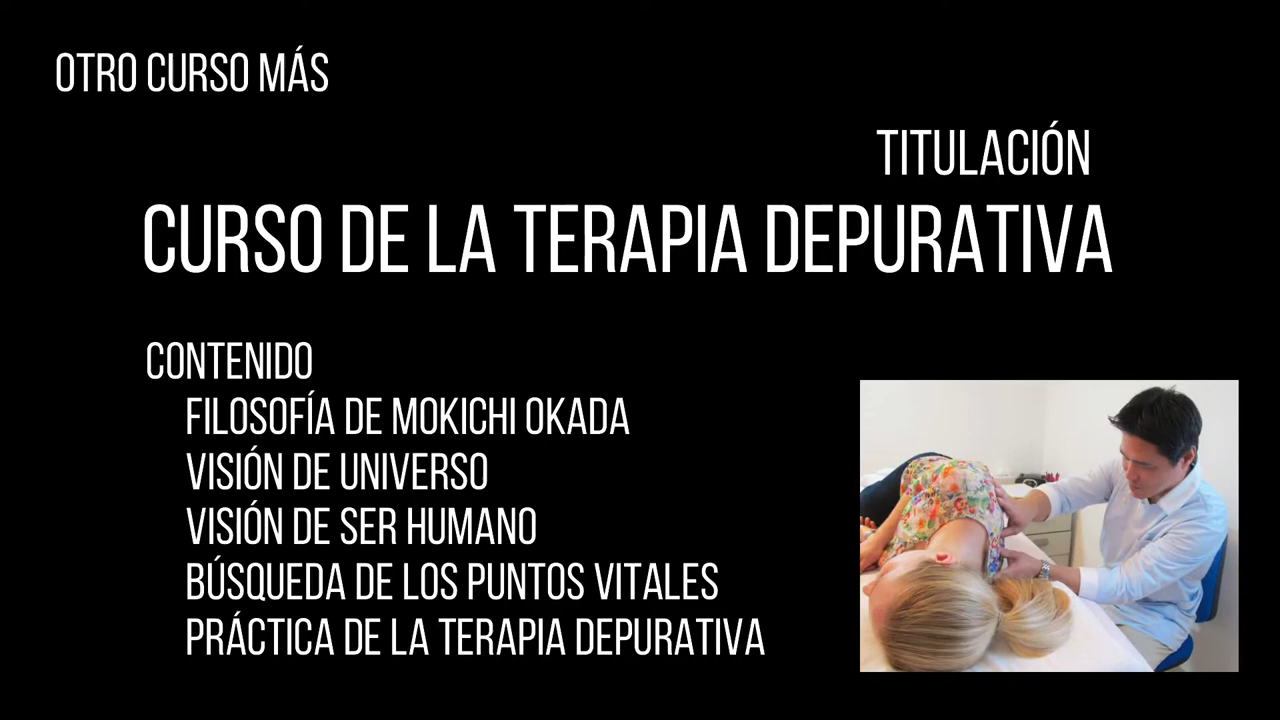 OTRO CURSO MÁS
TITULACIÓN
CURSO DE LA TERAPIA DEPURATIVA
CONTENIDO
FILOSOFÍA DE MOKICHI OKADA
VISIÓN DE UNIVERSO
VISIÓN DE SER HUMANO
BÚSQUEDA DE LOS PUNTOS VITALES
PRÁCTICA DE LA TERAPIA DEPURATIVA